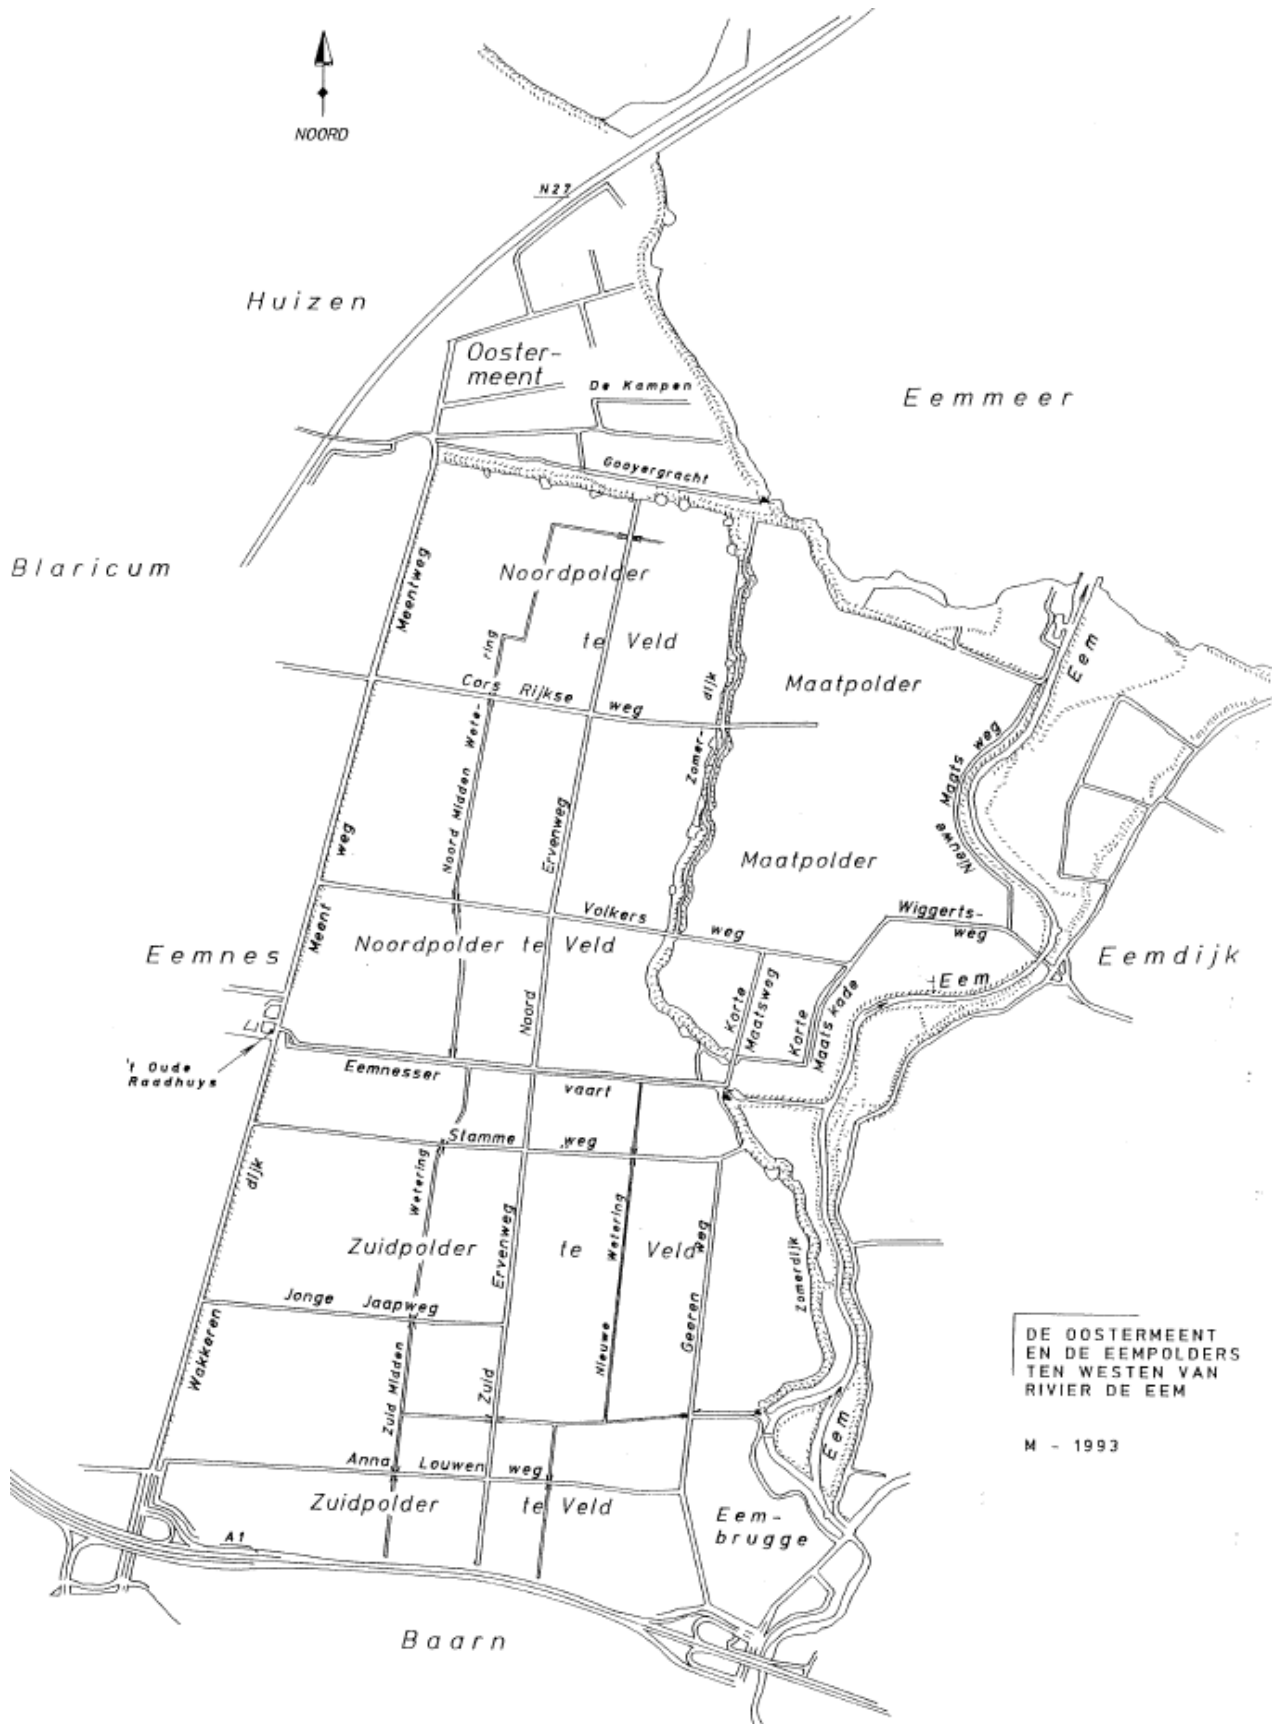 NOORD
N27
Huizen
Ooster-
meent
De Kampen
Eemmeer
Gooyergracht
Blaricum
Meentweg
Noordpolder
te Veld
ring
Cors Rijkse weg
dijk
Zomer-
Maatpolder
Eem
Nieuwe Maats weg
Noord Midden Wete-
Ervenweg
weg
Maatpolder
Volkers weg
Wiggerts-
weg
Meent
Eemnes
Noordpolder te Veld
Eemdijk
Eem
Noord
Korte
Maatsweg
Korte
Maats kade
't Oude
Raadhuys
Eemnesser vaart
Stamme weg
dijk
Wetering
Ervenweg
Wetering
weg
Zuidpolder te Veld
Zomerdijk
Jonge Jaapweg
Wakkeren
Zuid Midden
Zuid
Nieuwe
Geeren
DE OOSTERMEENT
EN DE EEMPOLDERS
TEN WESTEN VAN
RIVIER DE EEM
M - 1993
Eem
Anna Louwen weg
Zuidpolder te Veld
Eem-
brugge
A1
Baarn